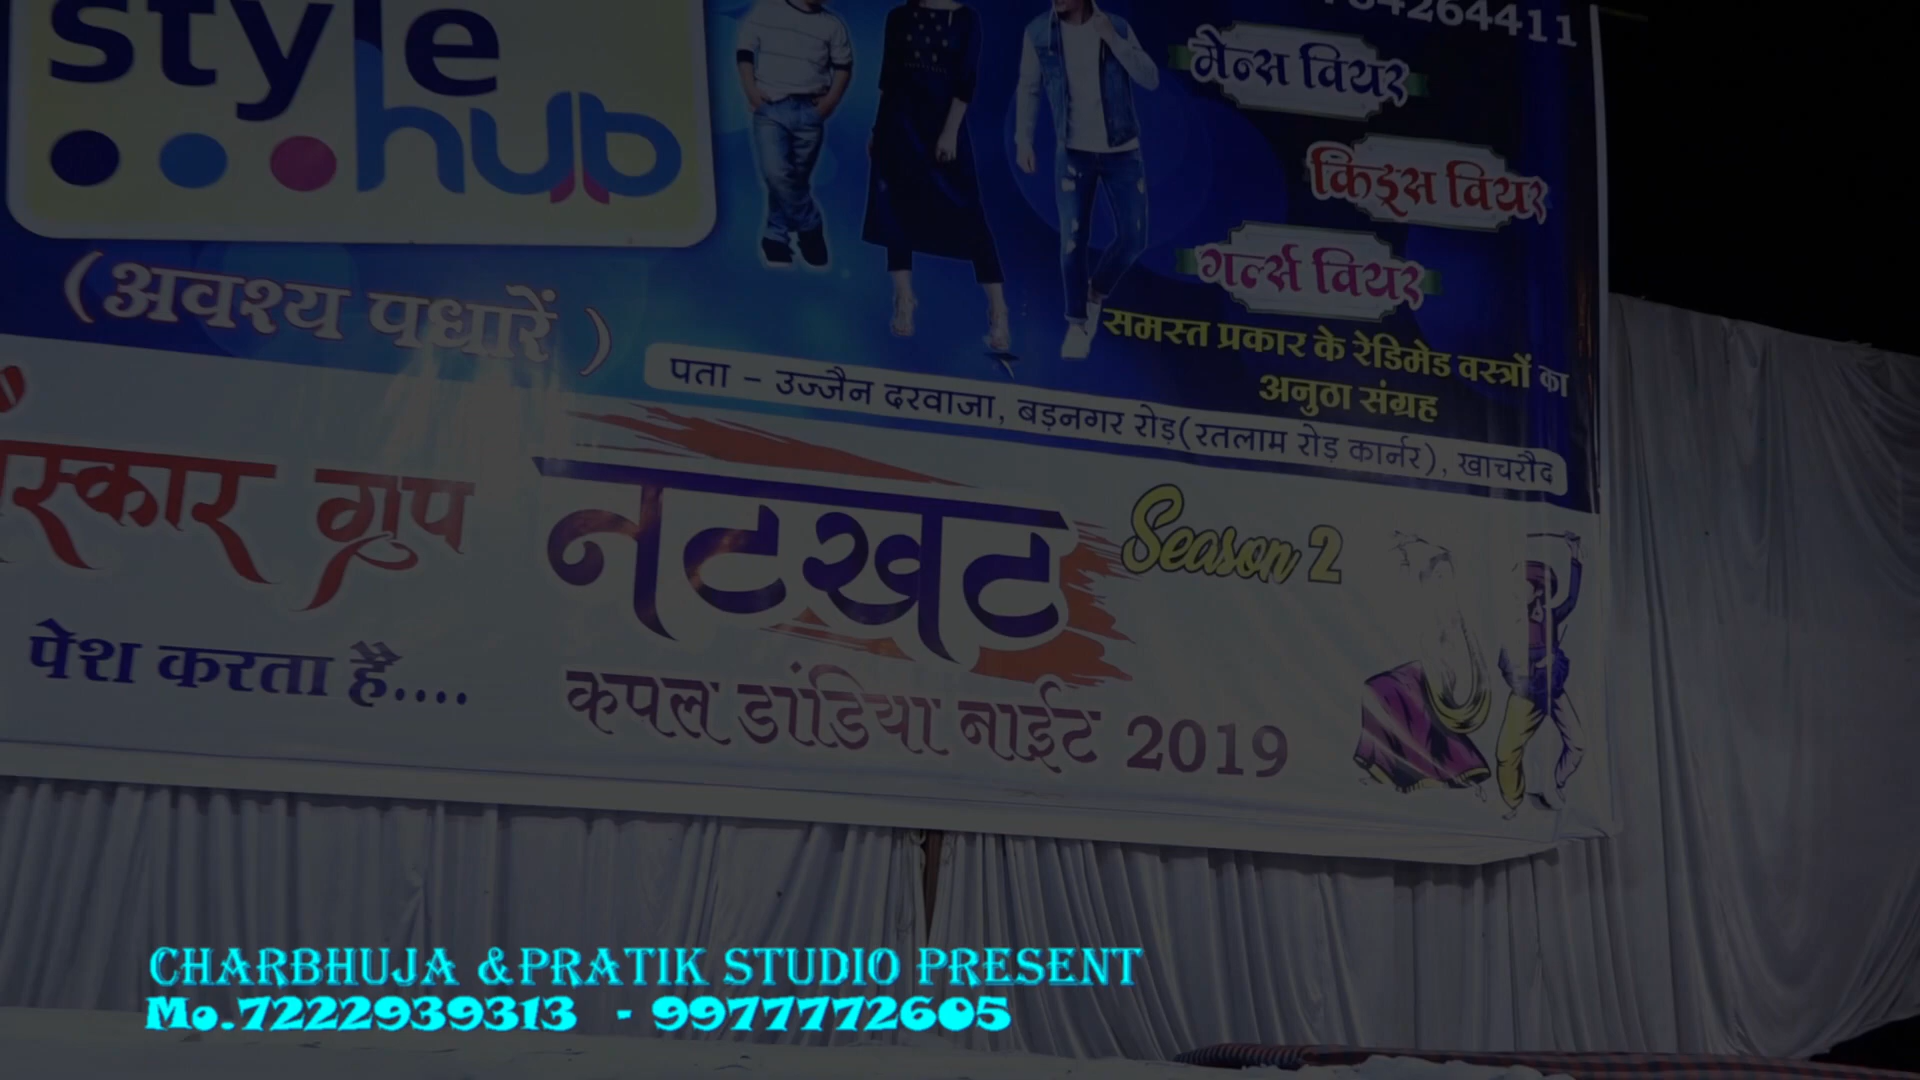 style
hub
84264411
मेन्स वियर
किड्स वियर
गर्ल्स वियर
(अवश्य पधारें)
समस्त प्रकार के रेडिमेड वस्त्रों का
अनुठा संग्रह
पता - उज्जैन दरवाजा, बड़नगर रोड़(रतलाम रोड़ कार्नर), खाचरौद
संस्कार ग्रुप
नटखट
Season 2
पेश करता है....
कपल डांडिया नाईट 2019
CHARBHUJA &PRATIK STUDIO PRESENT
Mo.7222939313 - 9977772605